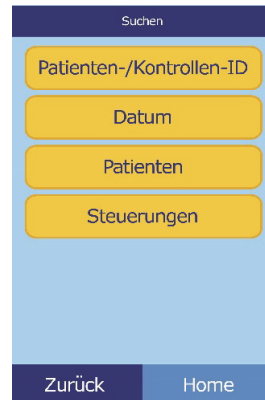 Suchen
Patienten-/Kontrollen-ID
Datum
Patienten
Steuerungen
Zurück
Home